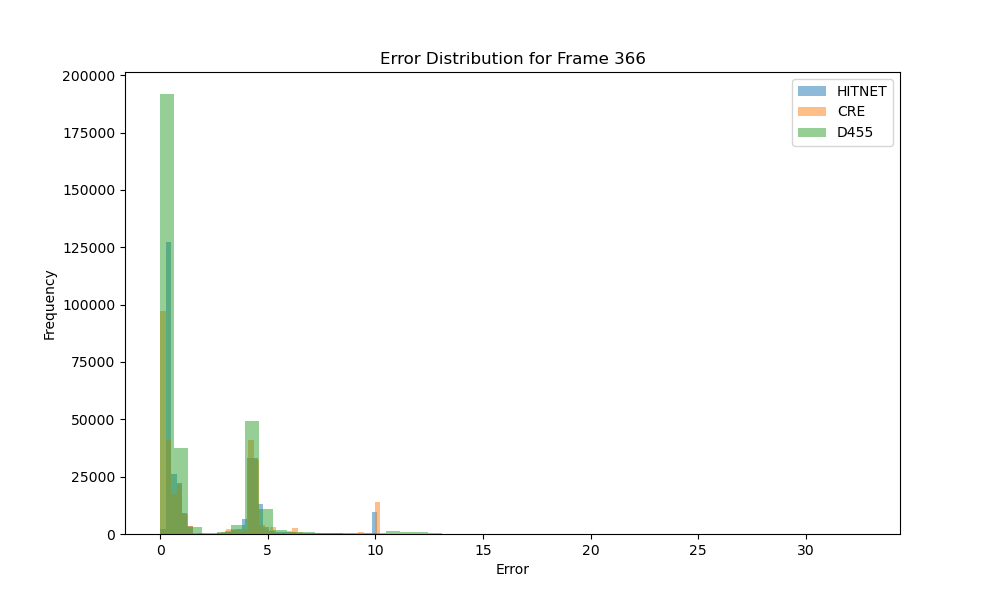 Error Distribution for Frame 366
200000
175000
150000
125000
100000
75000
50000
25000
0
Frequency
HITNET
CRE
D455
0 5 10 15 20 25 30
Error